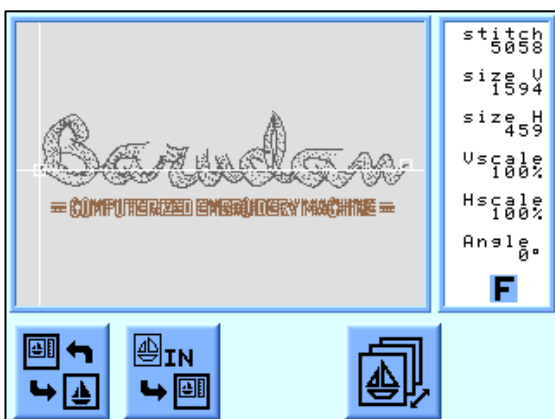 stitch
5058
size V
1594
size H
459
Vscale
100%
Hscale
100%
Angle
0°
F
Barudan
= COMPUTERIZED EMBROIDERY MACHINE =
IN